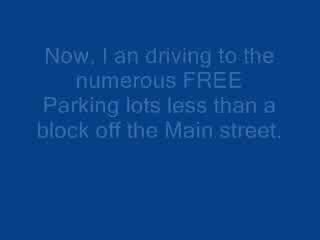 Now, I an driving to the
numerous FREE
Parking lots less than a
block off the Main street.